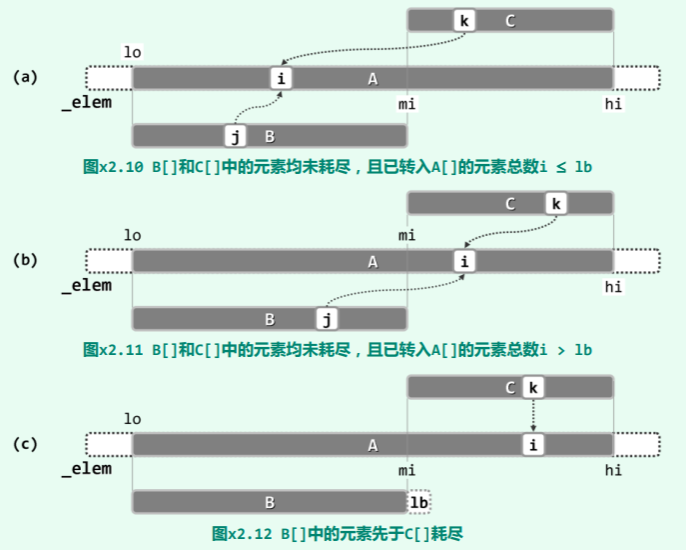 k C
lo
(a) i A
_elem mi hi
j B
图x2.10 B[]和C[]中的元素均未耗尽，且已转入A[]的元素总数i ≤ lb
C k
lo mi
(b) A i
_elem hi
B j
图x2.11 B[]和C[]中的元素均未耗尽，且已转入A[]的元素总数i > lb
C k
lo
(c) A i
_elem mi hi
B lb
图x2.12 B[]中的元素先于C[]耗尽